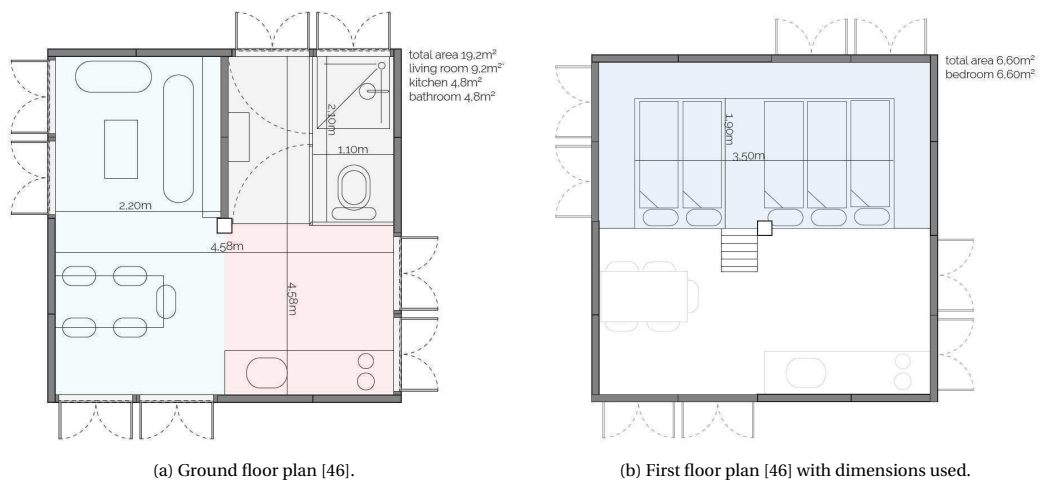 total area 19,2m²
living room 9,2m²
kitchen 4,8m²
bathroom 4,8m²
2,10m
1,10m
2,20m
4,58m
4,58m
(a) Ground floor plan [46].
total area 6,60m²
bedroom 6,60m²
1,90m
3,50m
(b) First floor plan [46] with dimensions used.